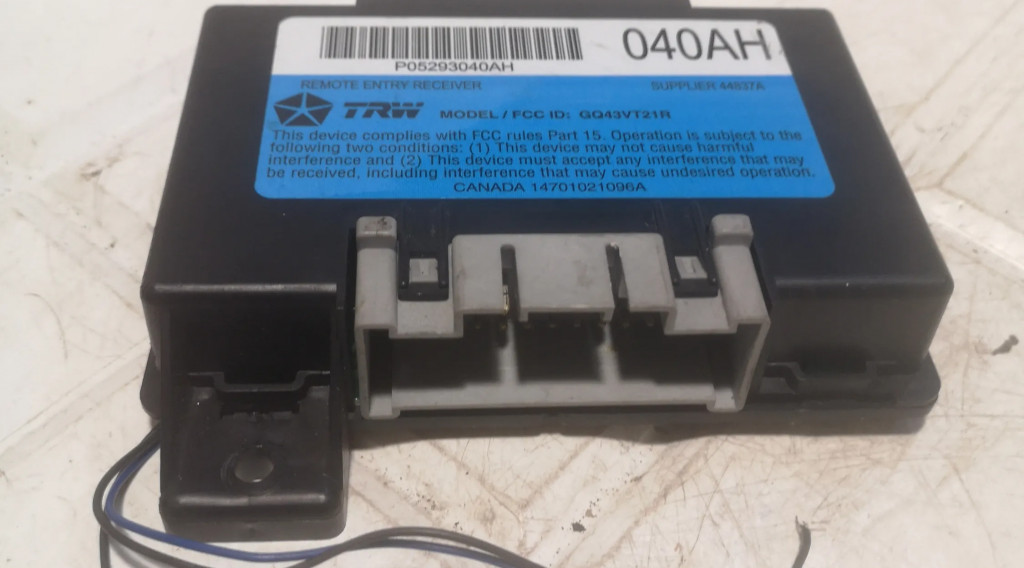 040AH
P05293040AH
REMOTE ENTRY RECEIVER SUPPLIER 44837A
TRW MODEL / FCC ID: GQ43VT21R
This device complies with FCC rules Part 15. Operation is subject to the
following two conditions: (1) This device may not cause harmful
interference and (2) This device must accept any interference that may
be received, including interference that may cause undesired operation.
CANADA 14701021096A